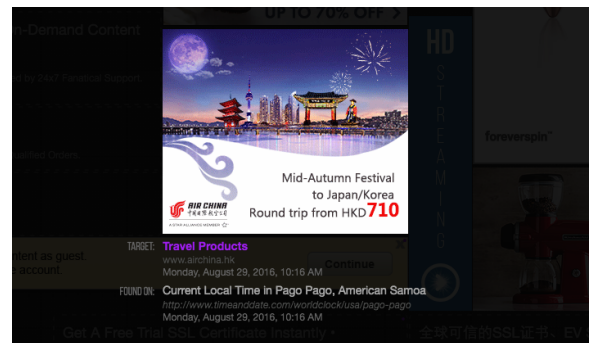 UP TO 70% OFF >
n-Demand Content
HD
d by 24x7 Fanatical Support.
STREAMING
foreverspin™
ualified Orders.
Mid-Autumn Festival
to Japan/Korea
Round trip from HKD710
AIR CHINA
中国国际航空公司
A STAR ALLIANCE MEMBER
TARGET: Travel Products
www.airchina.hk
Monday, August 29, 2016, 10:16 AM
ntent as guest
e account.
Continue
FOUND ON: Current Local Time in Pago Pago, American Samoa
http://www.timeanddate.com/worldclock/usa/pago-pago
Monday, August 29, 2016, 10:16 AM
Get A Free Trial SSL Certificate Instantly •
全球可信的SSL证书、EV